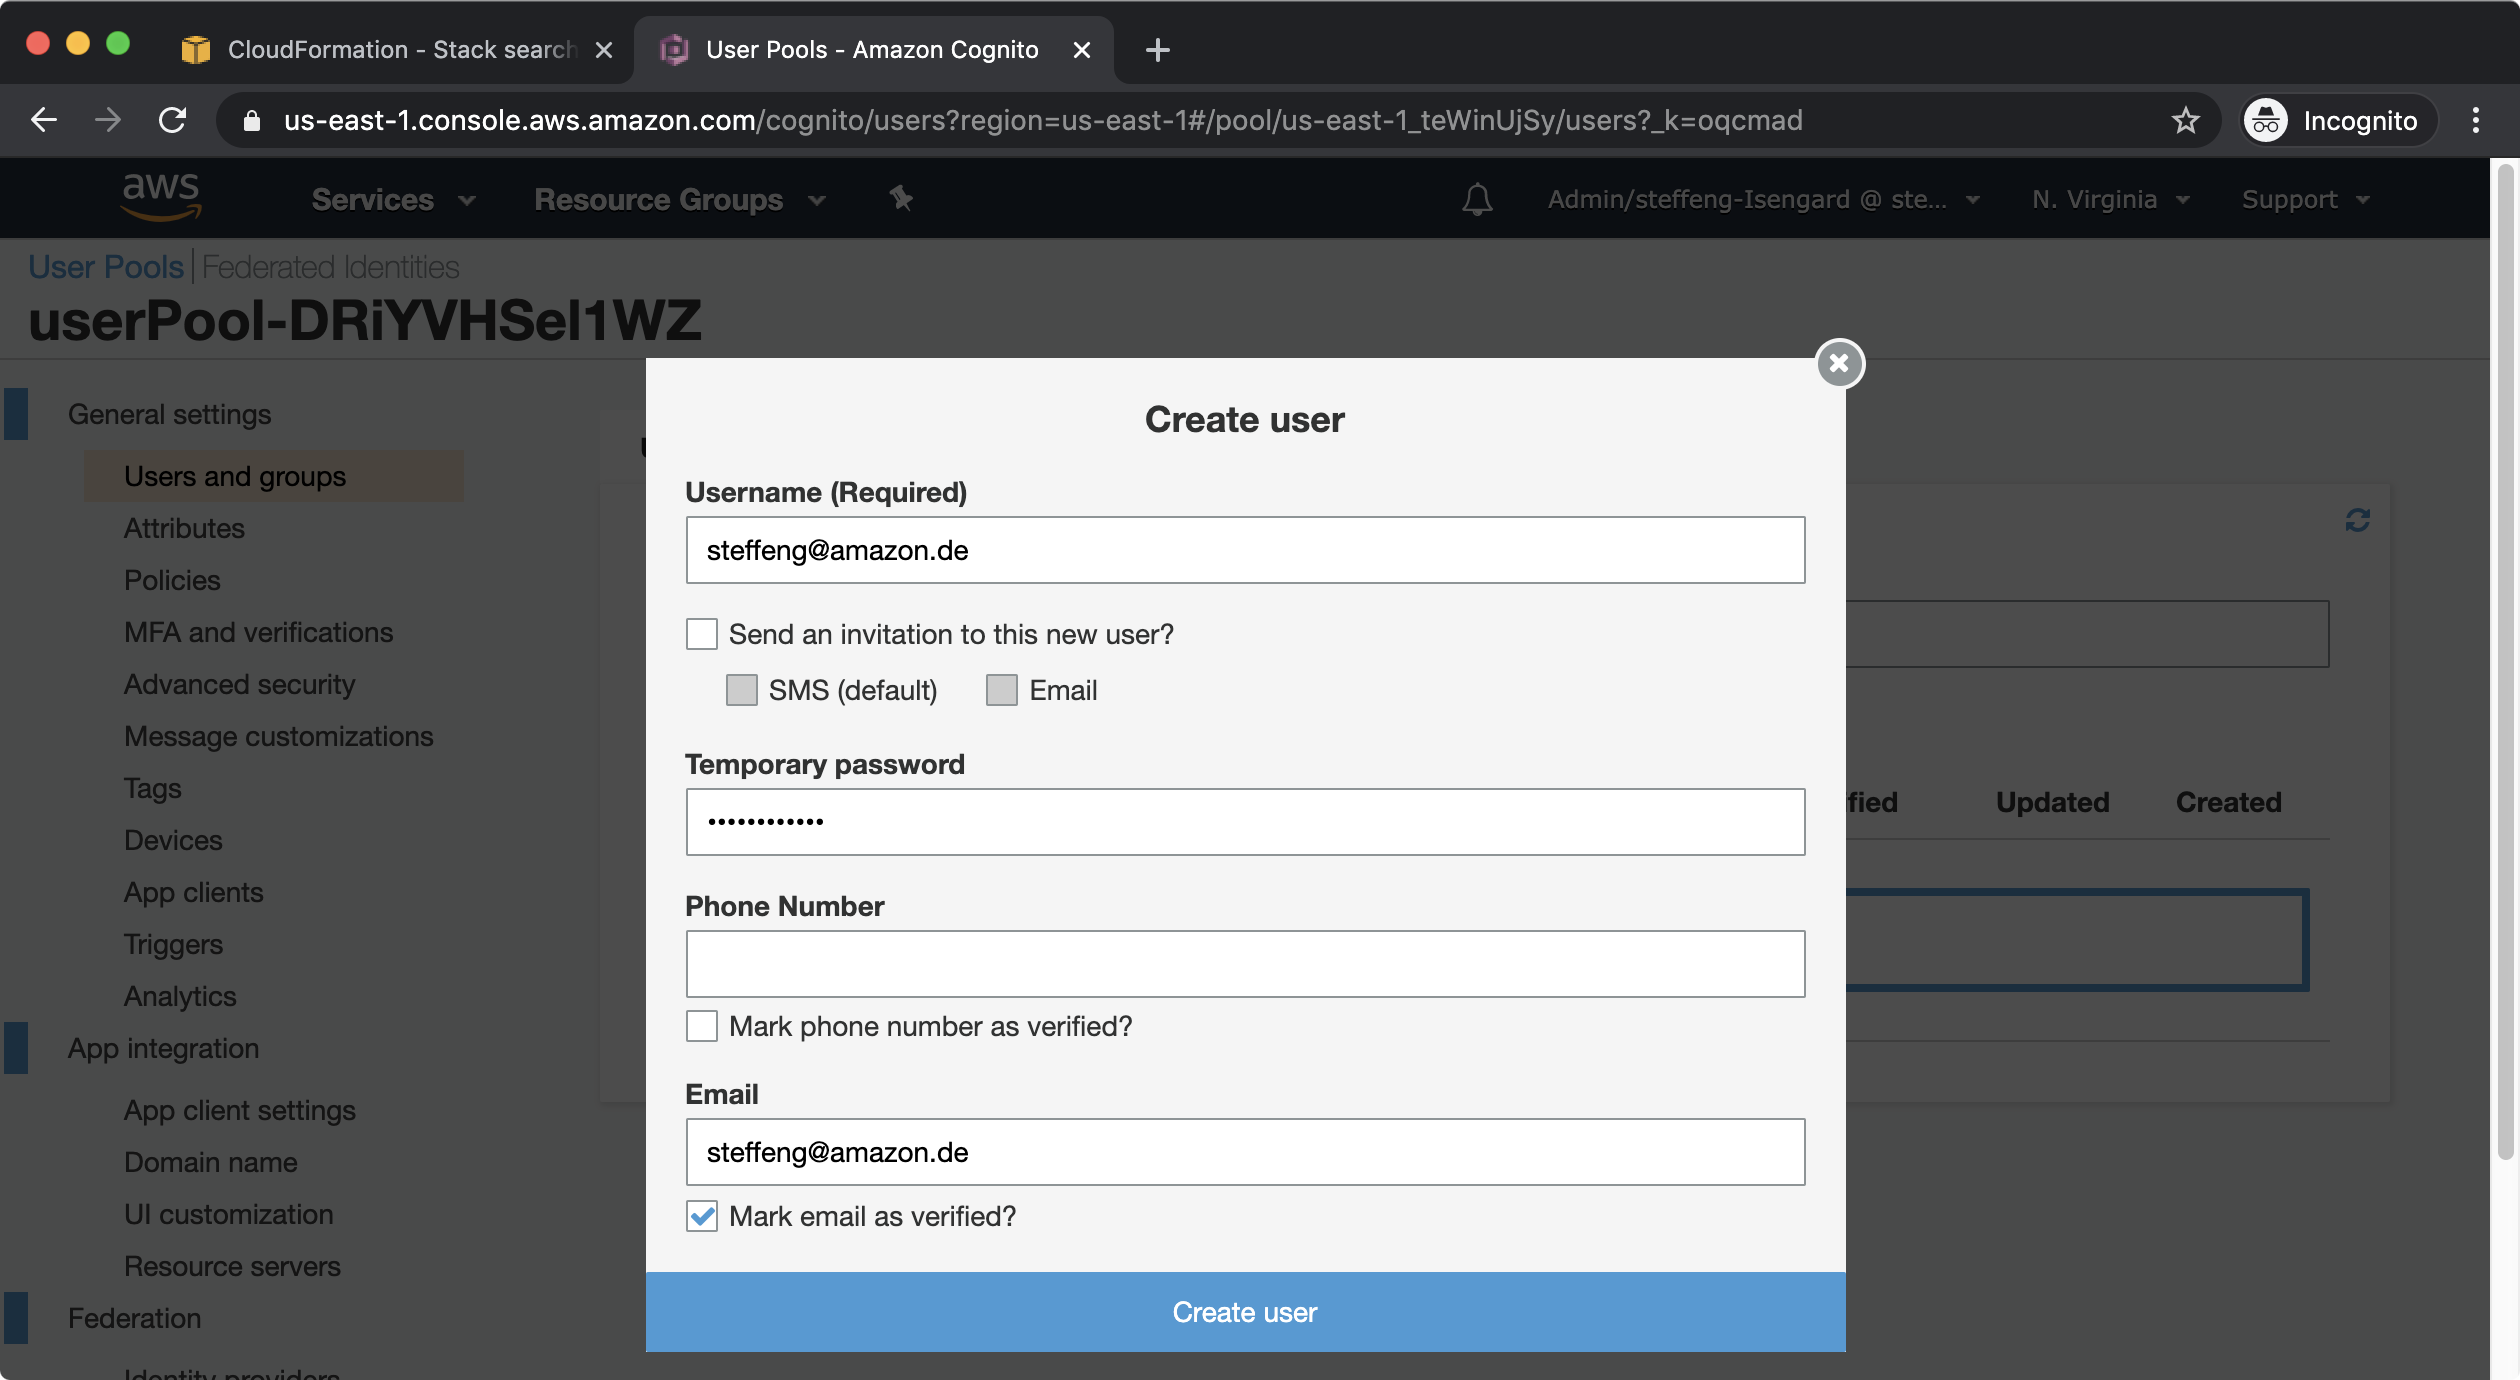 CloudFormation - Stack search
User Pools - Amazon Cognito
us-east-1.console.aws.amazon.com/cognito/users?region=us-east-1#/pool/us-east-1_teWinUjSy/users?_k=oqcmad
Incognito
aws
Services
Resource Groups
Admin/steffeng-Isengard @ ste...
N. Virginia
Support
User Pools
Federated Identities
userPool-DRiYVHSel1WZ
General settings
Users and groups
Attributes
Policies
MFA and verifications
Advanced security
Message customizations
Tags
Devices
App clients
Triggers
Analytics
App integration
App client settings
Domain name
UI customization
Resource servers
Federation
Identity providers
Create user
Username (Required)
steffeng@amazon.de
Send an invitation to this new user?
SMS (default)
Email
Temporary password
••••••••••••
Phone Number
Mark phone number as verified?
Email
steffeng@amazon.de
Mark email as verified?
Create user
fied
Updated
Created